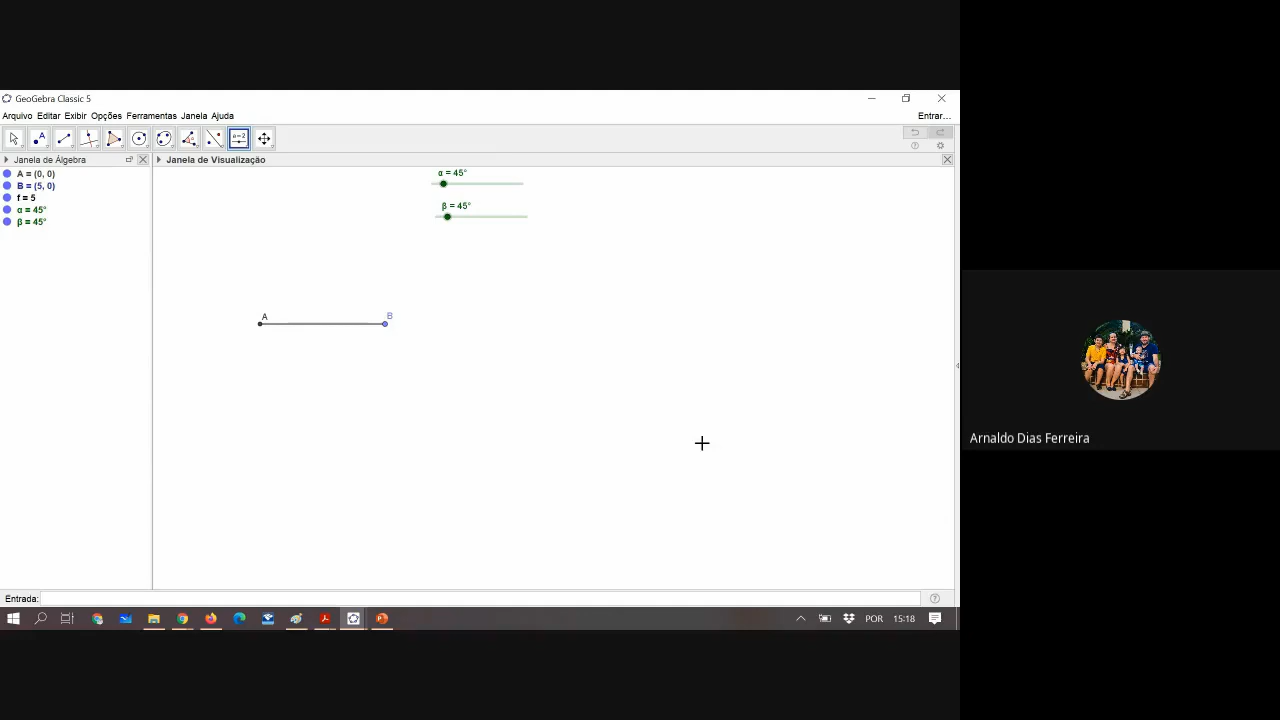 GeoGebra Classic 5
Arquivo Editar Exibir Opções Ferramentas Janela Ajuda
Entrar...
a=2
Janela de Álgebra
Janela de Visualização
A = (0, 0)
B = (5, 0)
f = 5
α = 45°
β = 45°
α = 45°
β = 45°
A
B
Entrada:
POR
15:18
Arnaldo Dias Ferreira